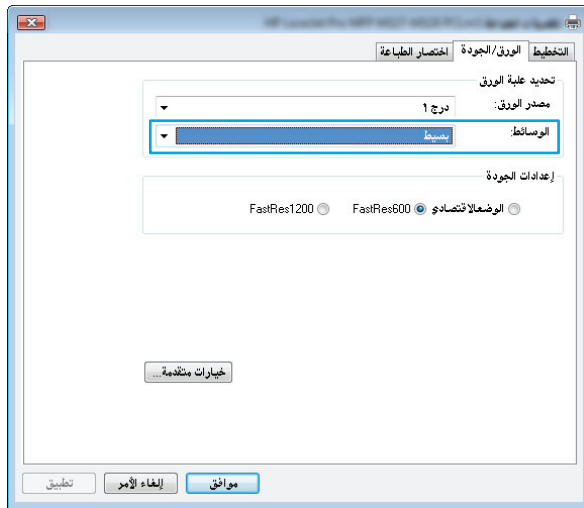 التخطيط الورق/الجودة اختصار الطباعة
تحديد علبة الورق
مصدر الورق: درج 1
الوسائط: بسيط
إعدادات الجودة
الوضعالاقتصادي FastRes600 FastRes1200
خيارات متقدمة...
موافق إلغاء الأمر تطبيق